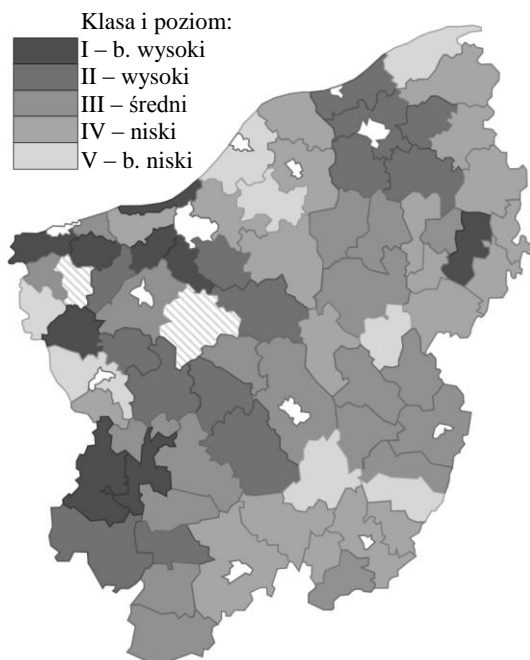 Klasa i poziom:
I – b. wysoki
II – wysoki
III – średni
IV – niski
V – b. niski